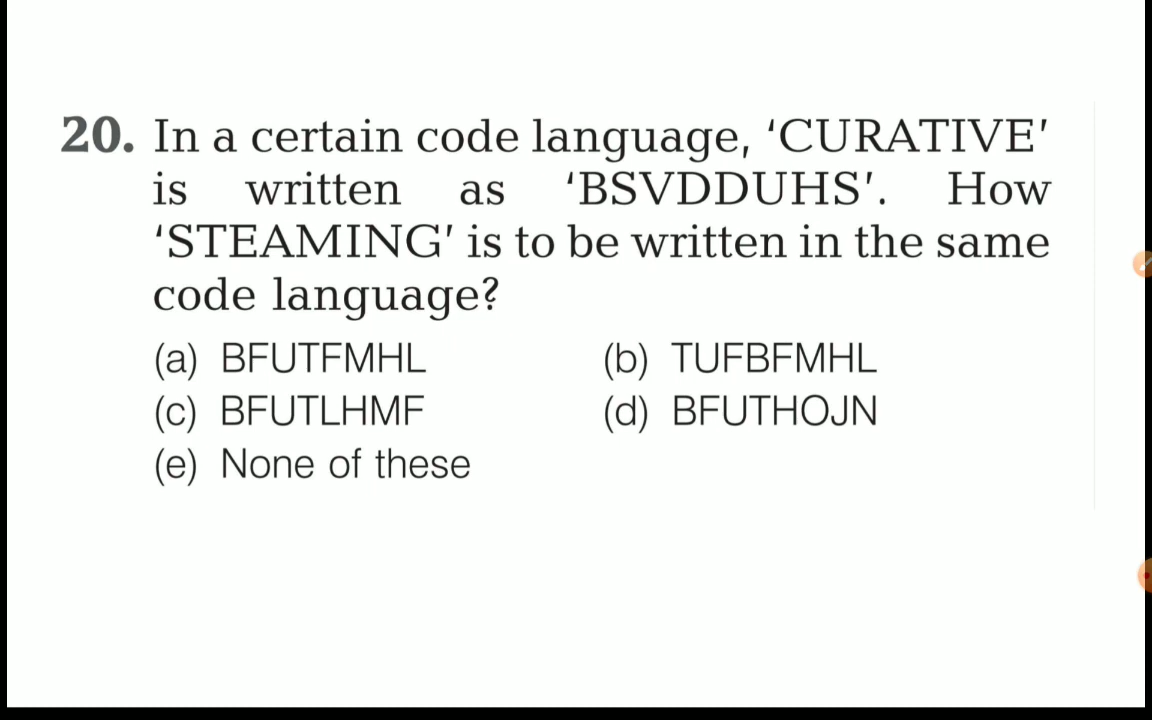 20. In a certain code language, ‘CURATIVE’
is written as ‘BSVDDUHS’. How
‘STEAMING’ is to be written in the same
code language?
(a) BFUTFMHL (b) TUFBFMHL
(c) BFUTLHMF (d) BFUTHOJN
(e) None of these